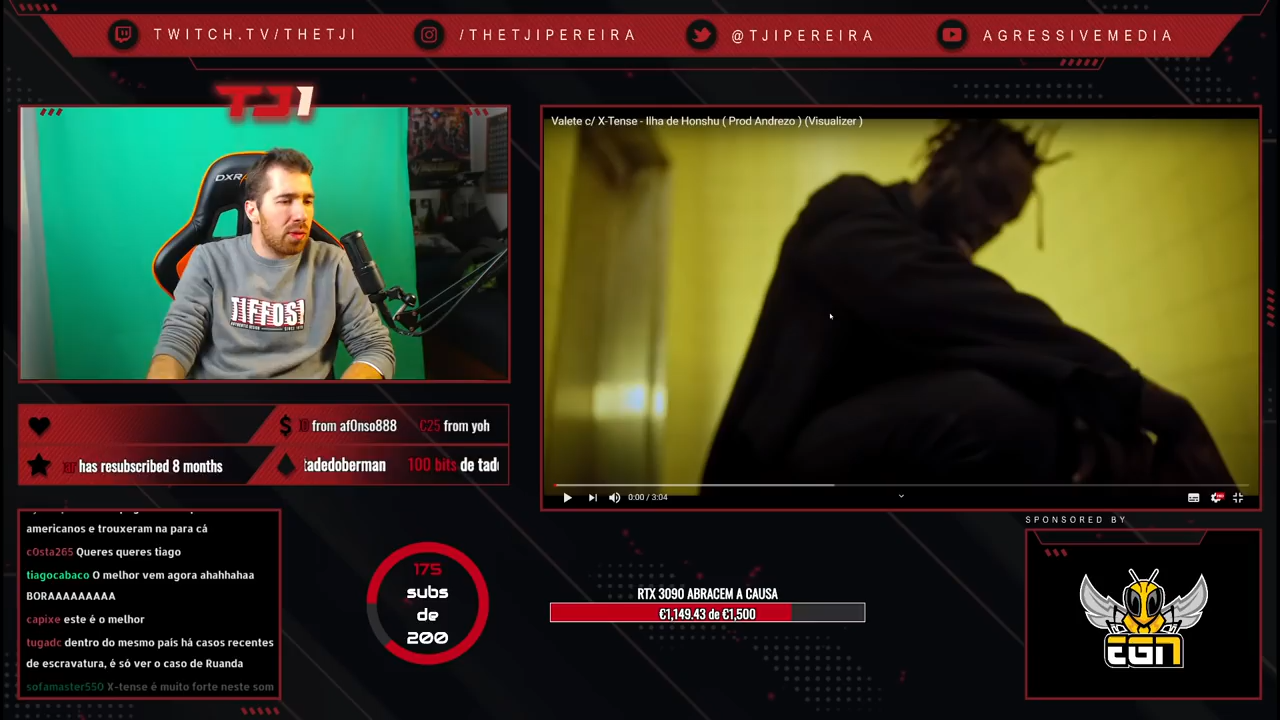 TWITCH.TV/THETJI
/THETJIPEREIRA
@TJIPEREIRA
AGRESSIVEMEDIA
TJ1
DXR
TIFFOSI
Valete c/ X-Tense - Ilha de Honshu ( Prod Andrezo ) (Visualizer )
0:00 / 3:04
from af0nso888 €25 from yoh
has resubscribed 8 months
tadedoberman 100 bits de tad
americanos e trouxeram na para cá
c0sta265 Queres queres tiago
tiagocabaco O melhor vem agora ahahhahaa
BORAAAAAAAAA
capixe este é o melhor
tugadc dentro do mesmo país há casos recentes
de escravatura, é só ver o caso de Ruanda
sofamaster550 X-tense é muito forte neste som
175
subs
de
200
RTX 3090 ABRACEM A CAUSA
€1,149.43 de €1,500
SPONSORED BY
EGN